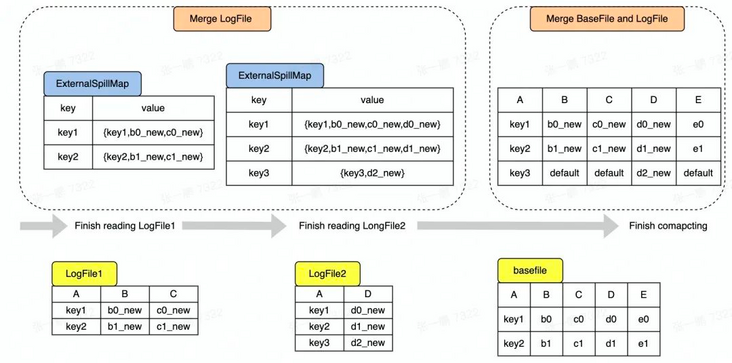 Merge LogFile
Merge BaseFile and LogFile
ExternalSpillMap
key value
key1 {key1,b0_new,c0_new}
key2 {key2,b1_new,c1_new}
ExternalSpillMap
key value
key1 {key1,b0_new,c0_new,d0_new}
key2 {key2,b1_new,c1_new,d1_new}
key3 {key3,d2_new}
A B C D E
key1 b0_new c0_new d0_new e0
key2 b1_new c1_new d1_new e1
key3 default default d2_new default
Finish reading LogFile1
Finish reading LongFile2
Finish comapcting
LogFile1
A B C
key1 b0_new c0_new
key2 b1_new c1_new
LogFile2
A D
key1 d0_new
key2 d1_new
key3 d2_new
basefile
A B C D E
key1 b0 c0 d0 e0
key2 b1 c1 d1 e1